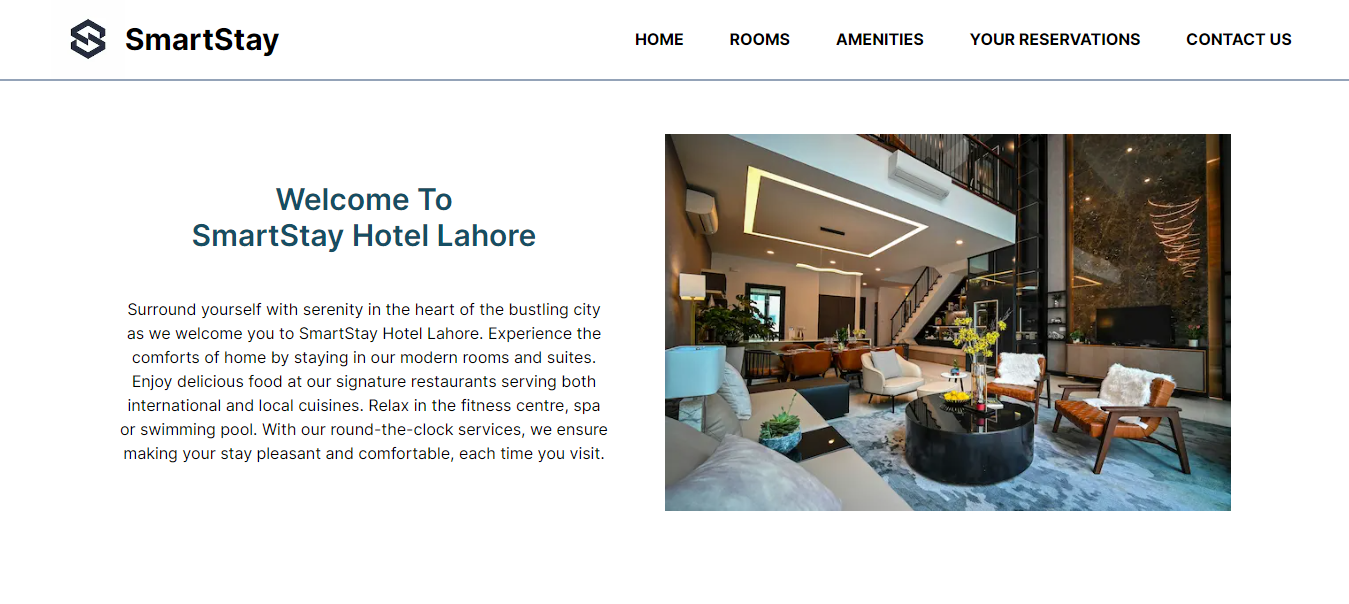 SmartStay
HOME ROOMS AMENITIES YOUR RESERVATIONS CONTACT US
Welcome To
SmartStay Hotel Lahore
Surround yourself with serenity in the heart of the bustling city
as we welcome you to SmartStay Hotel Lahore. Experience the
comforts of home by staying in our modern rooms and suites.
Enjoy delicious food at our signature restaurants serving both
international and local cuisines. Relax in the fitness centre, spa
or swimming pool. With our round-the-clock services, we ensure
making your stay pleasant and comfortable, each time you visit.